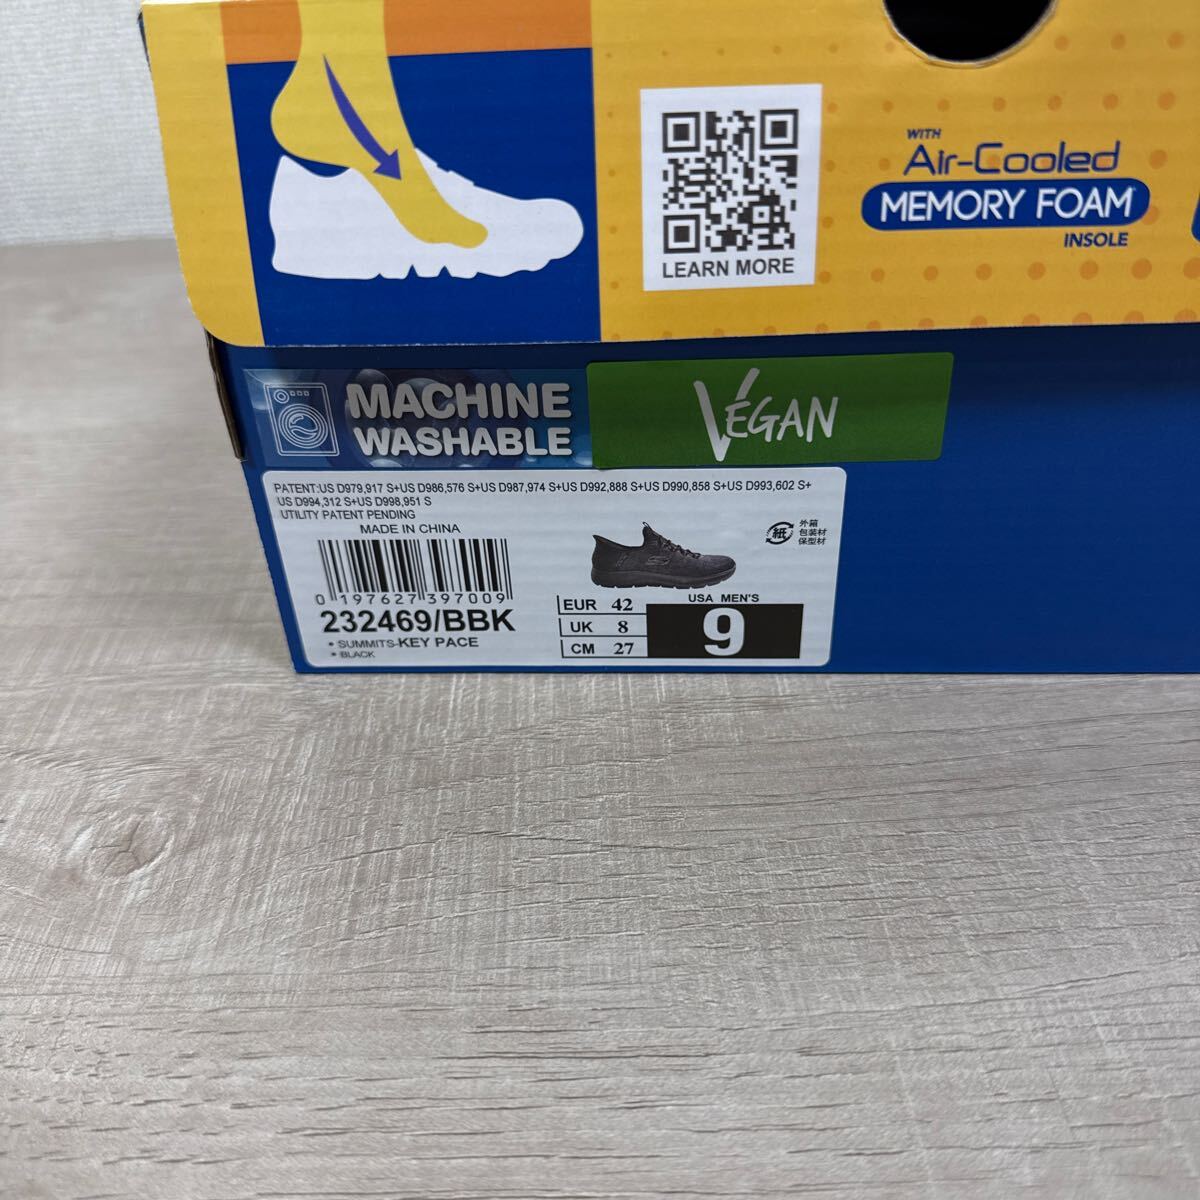 LEARN MORE
WITH
Air-Cooled
MEMORY FOAM
INSOLE
MACHINE
WASHABLE
VEGAN
PATENT:US D979,917 S+US D986,576 S+US D987,974 S+US D992,888 S+US D990,858 S+US D993,602 S+
US D994,312 S+US D998,951 S
UTILITY PATENT PENDING
MADE IN CHINA
紙
外箱
包装材
保型材
0 197627 397009
232469/BBK
• SUMMITS-KEY PACE
• BLACK
EUR 42
UK 8
CM 27
USA MEN'S
9